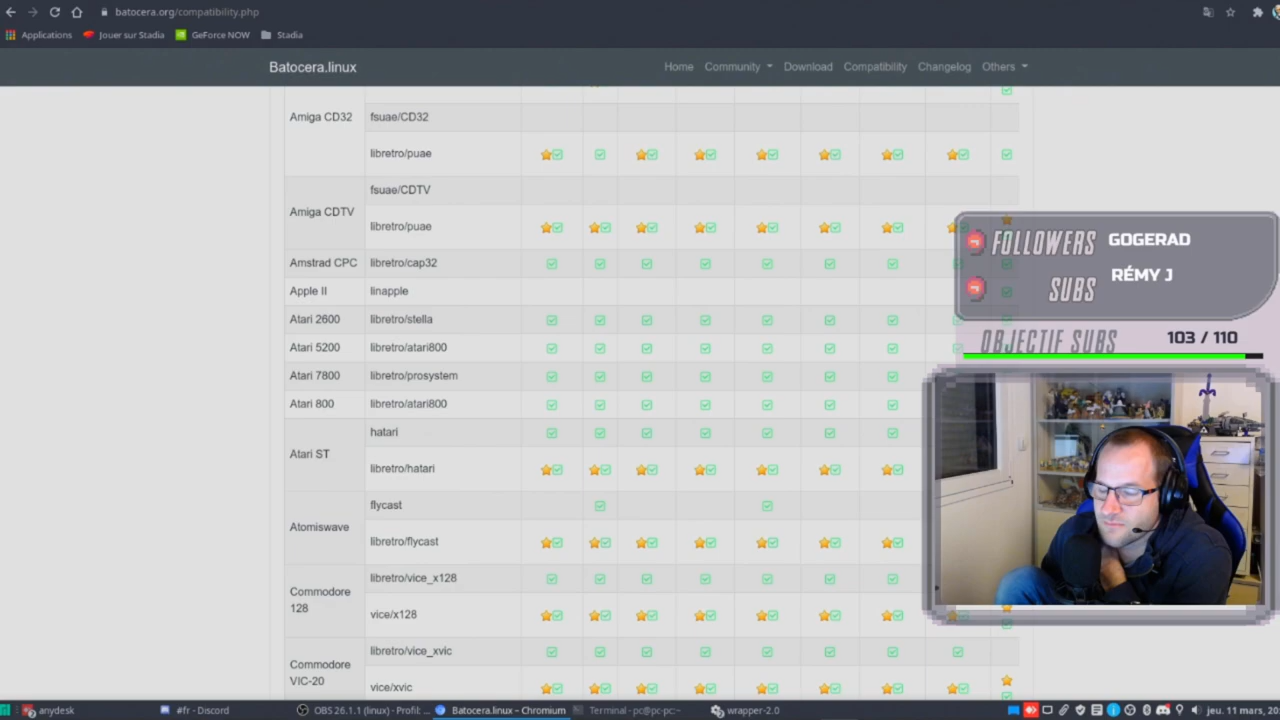 batocera.org/compatibility.php
Applications Jouer sur Stadia GeForce NOW Stadia
Batocera.linux Home Community Download Compatibility Changelog Others
Amiga CD32 fsuae/CD32
libretro/puae
Amiga CDTV fsuae/CDTV
libretro/puae
Amstrad CPC libretro/cap32
Apple II linapple
Atari 2600 libretro/stella
Atari 5200 libretro/atari800
Atari 7800 libretro/prosystem
Atari 800 libretro/atari800
Atari ST hatari
libretro/hatari
Atomiswave flycast
libretro/flycast
Commodore 128 libretro/vice_x128
vice/x128
Commodore VIC-20 libretro/vice_xvic
vice/xvic
FOLLOWERS GOGERAD
SUBS RÉMY J
OBJECTIF SUBS 103 / 110
anydesk #fr - Discord OBS 26.1.1 (linux) - Profil: ... Batocera.linux - Chromium Terminal - pc@pc-pc:~ wrapper-2.0 jeu. 11 mars, 20